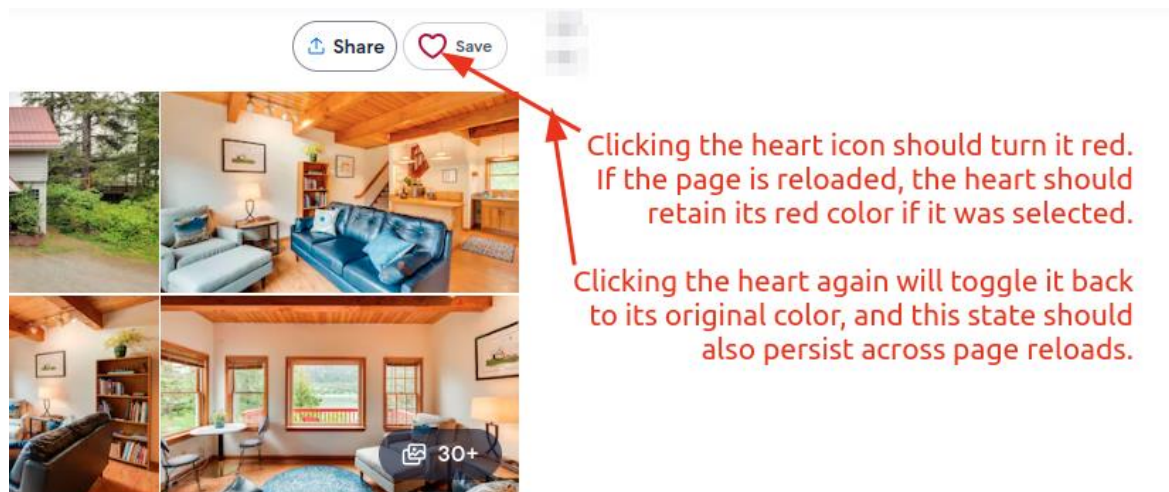 Share
Save
Clicking the heart icon should turn it red.
If the page is reloaded, the heart should
retain its red color if it was selected.
Clicking the heart again will toggle it back
to its original color, and this state should
also persist across page reloads.
30+